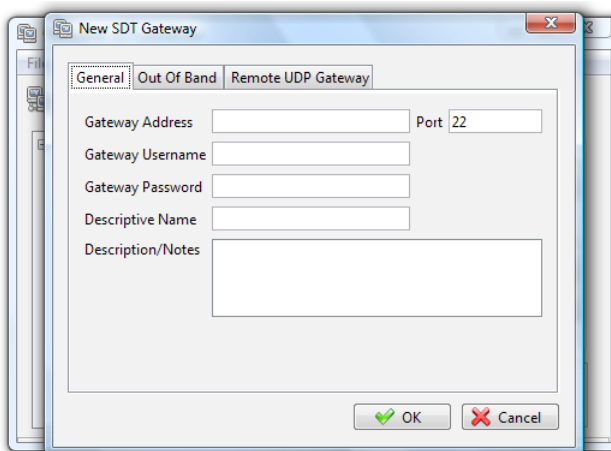 New SDT Gateway
General Out Of Band Remote UDP Gateway
Gateway Address Port 22
Gateway Username
Gateway Password
Descriptive Name
Description/Notes
OK Cancel